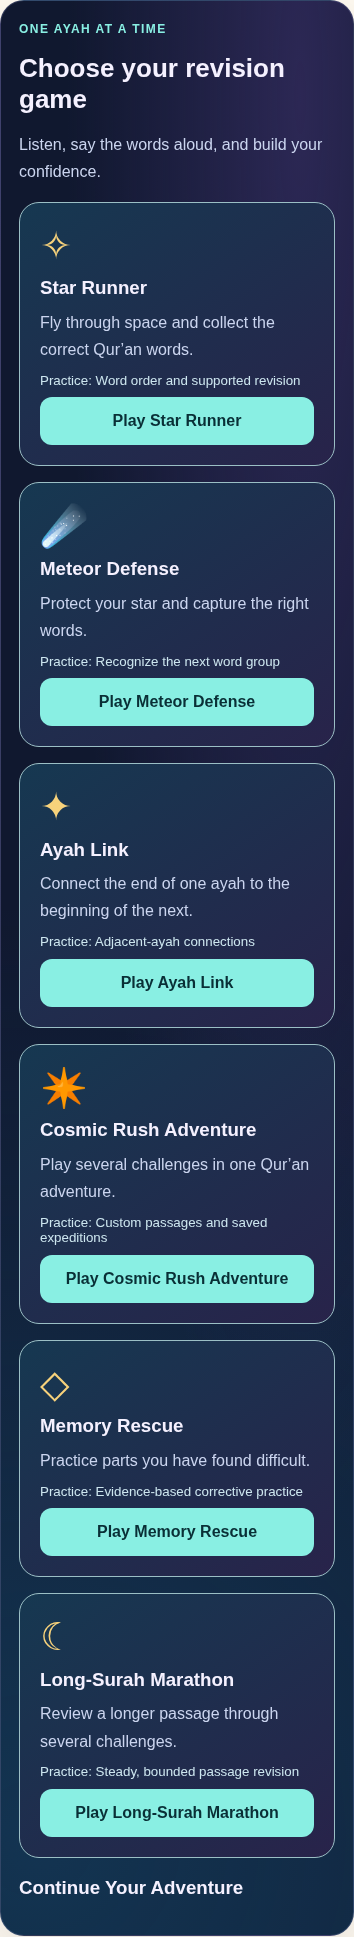 ONE AYAH AT A TIME
Choose your revision
game
Listen, say the words aloud, and build your
confidence.
Star Runner
Fly through space and collect the
correct Qur’an words.
Practice: Word order and supported revision
Play Star Runner
Meteor Defense
Protect your star and capture the right
words.
Practice: Recognize the next word group
Play Meteor Defense
Ayah Link
Connect the end of one ayah to the
beginning of the next.
Practice: Adjacent-ayah connections
Play Ayah Link
Cosmic Rush Adventure
Play several challenges in one Qur’an
adventure.
Practice: Custom passages and saved
expeditions
Play Cosmic Rush Adventure
Memory Rescue
Practice parts you have found difficult.
Practice: Evidence-based corrective practice
Play Memory Rescue
Long-Surah Marathon
Review a longer passage through
several challenges.
Practice: Steady, bounded passage revision
Play Long-Surah Marathon
Continue Your Adventure